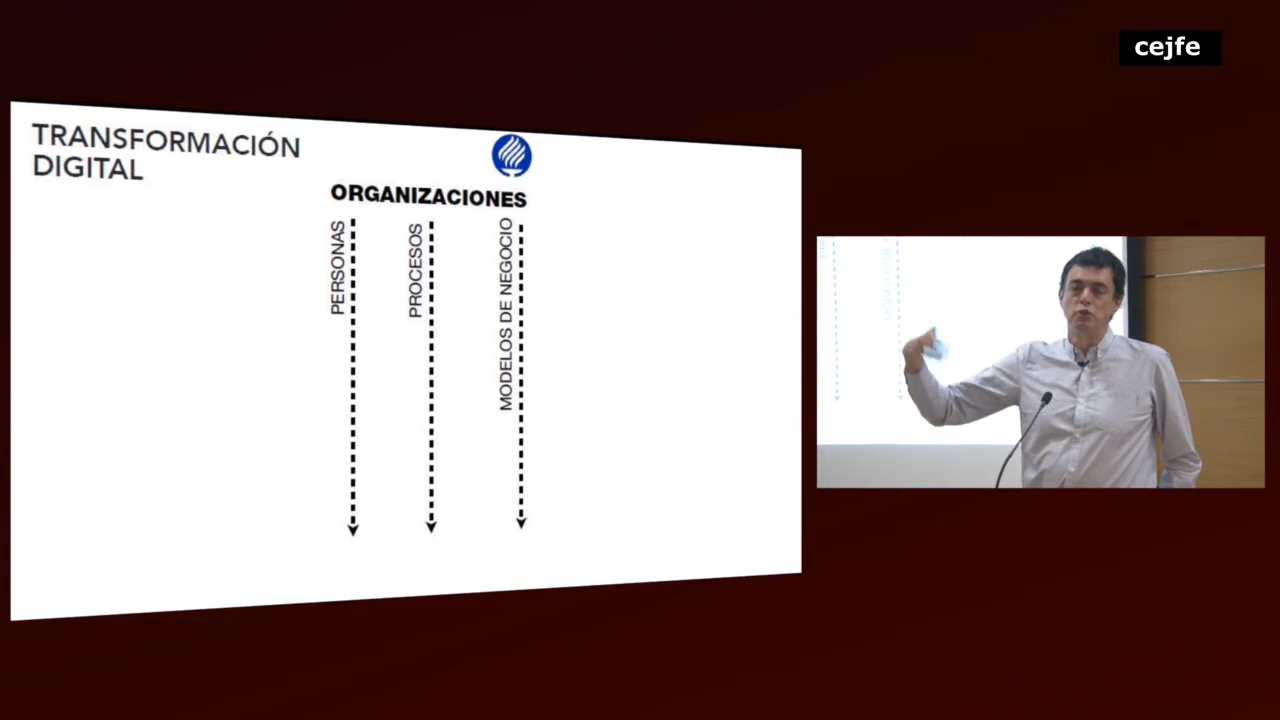 cejfe
TRANSFORMACIÓN
DIGITAL
ORGANIZACIONES
PERSONAS
PROCESOS
MODELOS DE NEGOCIO